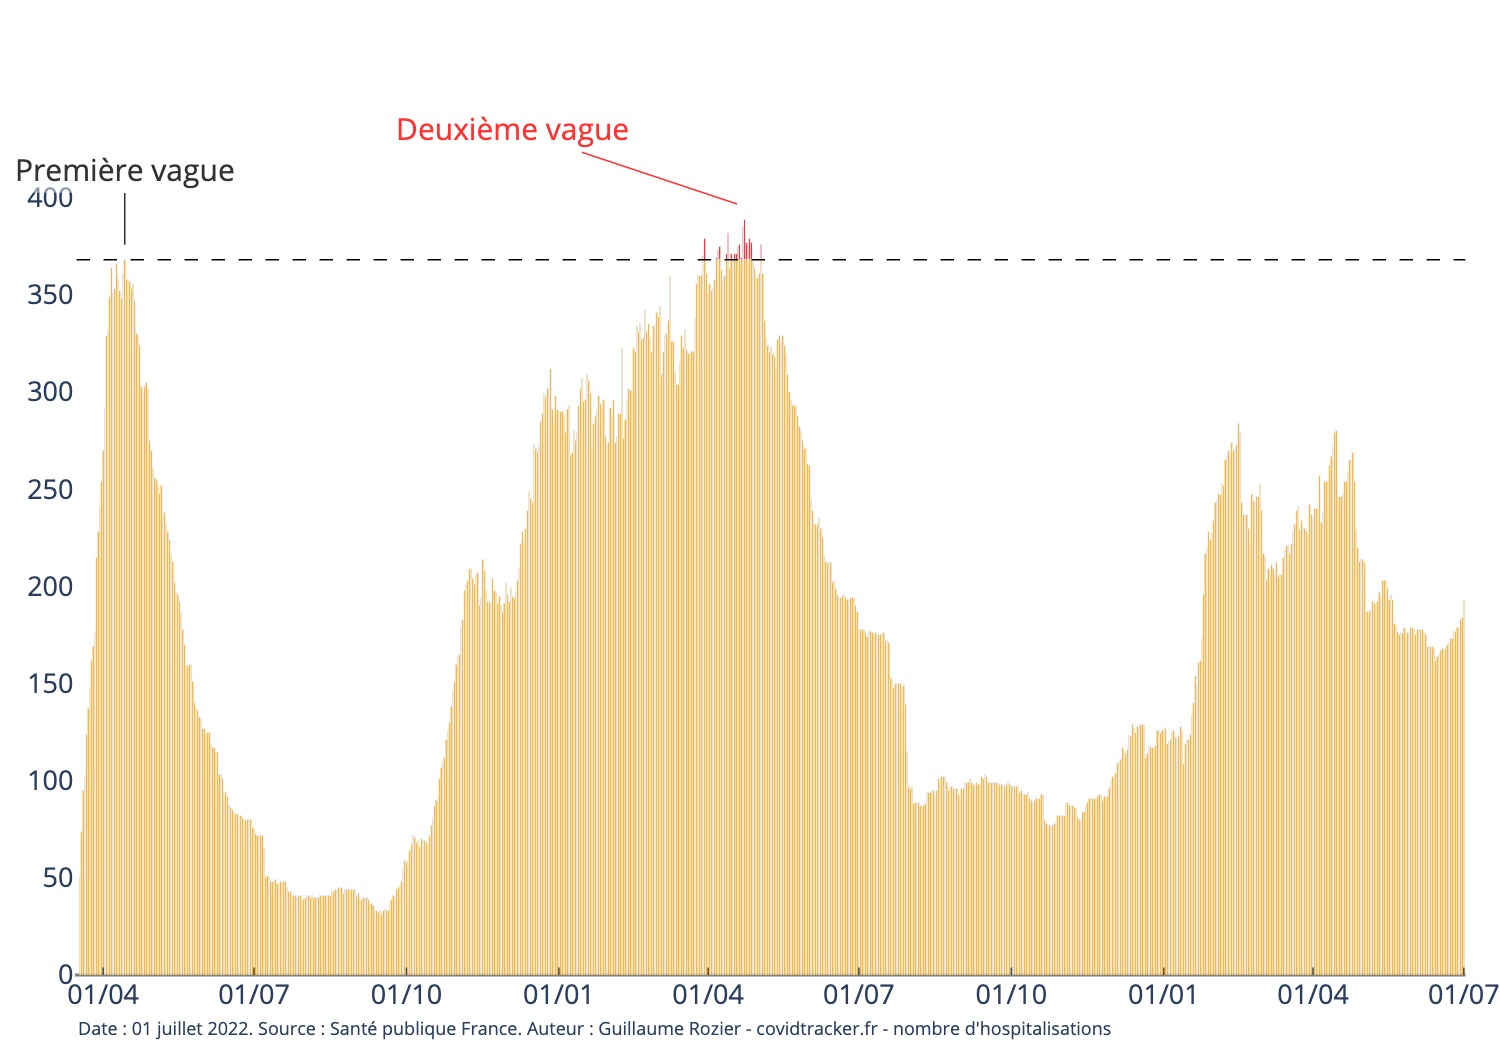 Deuxième vague
Première vague
400
350
300
250
200
150
100
50
0
01/04 01/07 01/10 01/01 01/04 01/07 01/10 01/01 01/04 01/07
Date : 01 juillet 2022. Source : Santé publique France. Auteur : Guillaume Rozier - covidtracker.fr - nombre d'hospitalisations